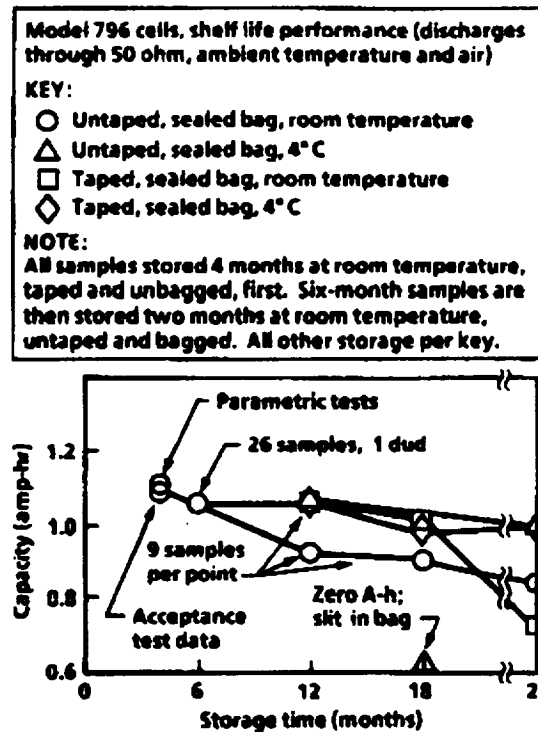 Model 796 cells, shelf life performance (discharges
through 50 ohm, ambient temperature and air)
KEY:
Untaped, sealed bag, room temperature
Untaped, sealed bag, 4° C
Taped, sealed bag, room temperature
Taped, sealed bag, 4° C
NOTE:
All samples stored 4 months at room temperature,
taped and unbagged, first. Six-month samples are
then stored two months at room temperature,
untaped and bagged. All other storage per key.
Parametric tests
26 samples, 1 dud
9 samples
per point
Zero A-h;
slit in bag
Acceptance
test data
Capacity (amp-hr)
1.2
1.0
0.8
0.6
0
6
12
18
Storage time (months)